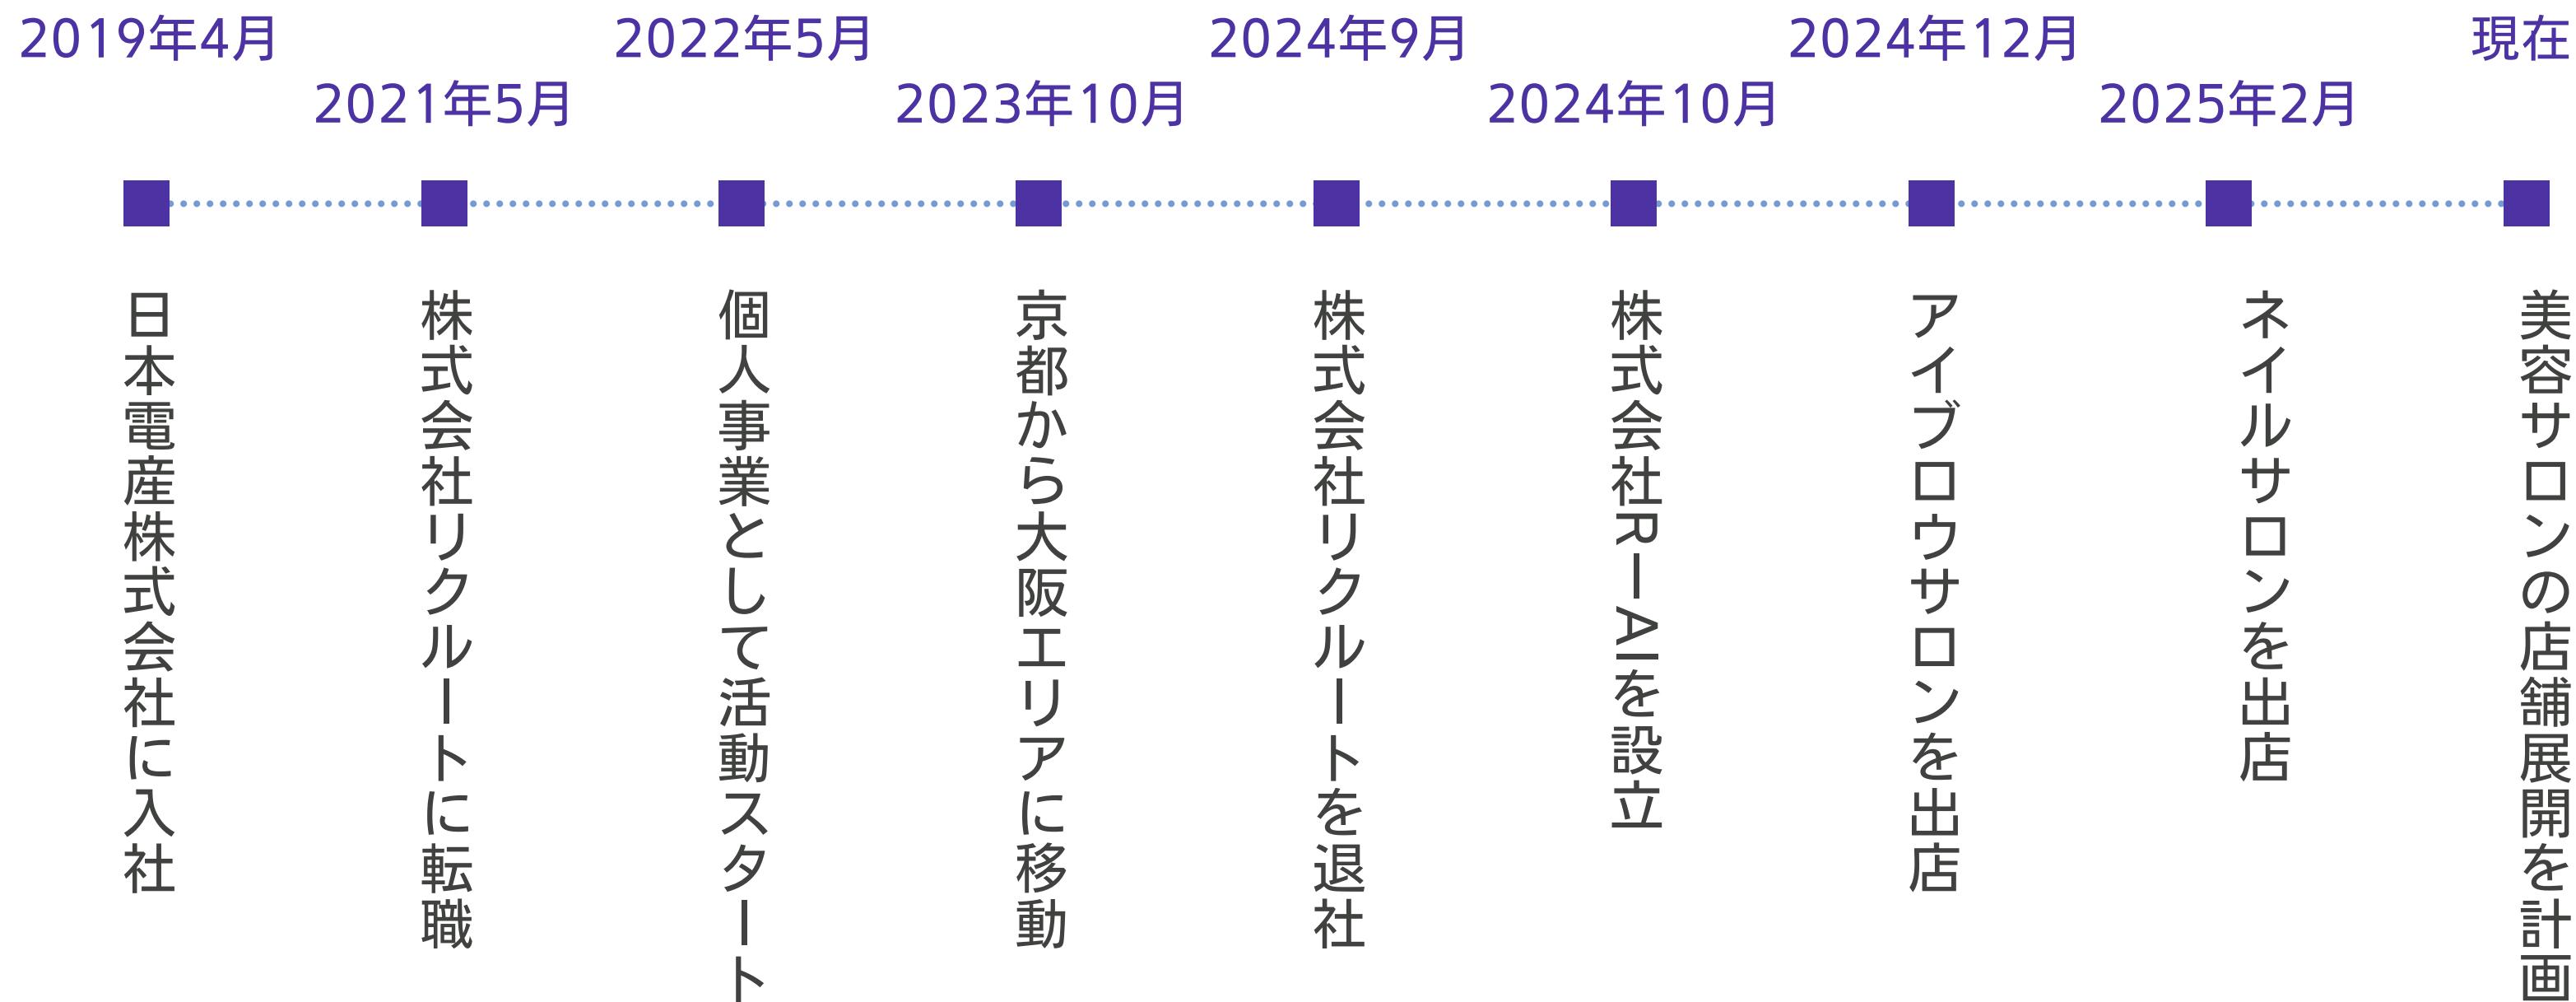 2019年4月
日本電産株式会社に入社
2021年5月
株式会社リクルートに転職
2022年5月
個人事業として活動スタート
2023年10月
京都から大阪エリアに移動
2024年9月
株式会社リクルートを退社
2024年10月
株式会社R-AIを設立
2024年12月
アイブロウサロンを出店
2025年2月
ネイルサロンを出店
現在
美容サロンの店舗展開を計画